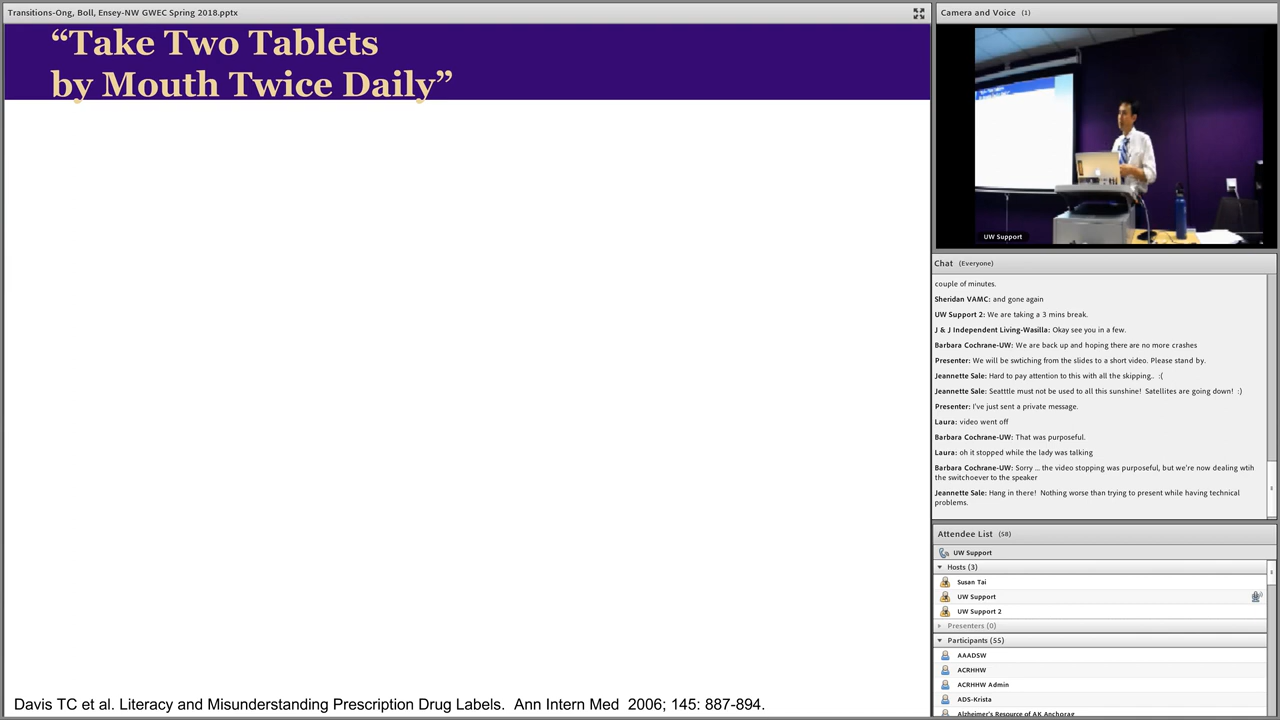 Transitions-Ong, Boll, Ensey-NW GWEC Spring 2018.pptx
“Take Two Tablets
by Mouth Twice Daily”
Davis TC et al. Literacy and Misunderstanding Prescription Drug Labels.  Ann Intern Med  2006; 145: 887-894.
Camera and Voice (1)
UW Support
Chat (Everyone)
couple of minutes.
Sheridan VAMC: and gone again
UW Support 2: We are taking a 3 mins break.
J & J Independent Living-Wasilla: Okay see you in a few.
Barbara Cochrane-UW: We are back up and hoping there are no more crashes
Presenter: We will be swtiching from the slides to a short video. Please stand by.
Jeannette Sale: Hard to pay attention to this with all the skipping..  :(
Jeannette Sale: Seatttle must not be used to all this sunshine!  Satellites are going down!  :)
Presenter: I've just sent a private message.
Laura: video went off
Barbara Cochrane-UW: That was purposeful.
Laura: oh it stopped while the lady was talking
Barbara Cochrane-UW: Sorry ... the video stopping was purposeful, but we're now dealing wtih
the switchoever to the speaker
Jeannette Sale: Hang in there!  Nothing worse than trying to present while having technical
problems.
Attendee List (58)
UW Support
Hosts (3)
Susan Tai
UW Support
UW Support 2
Presenters (0)
Participants (55)
AAADSW
ACRHHW
ACRHHW Admin
ADS-Krista
Alzheimer's Resource of AK Anchorag